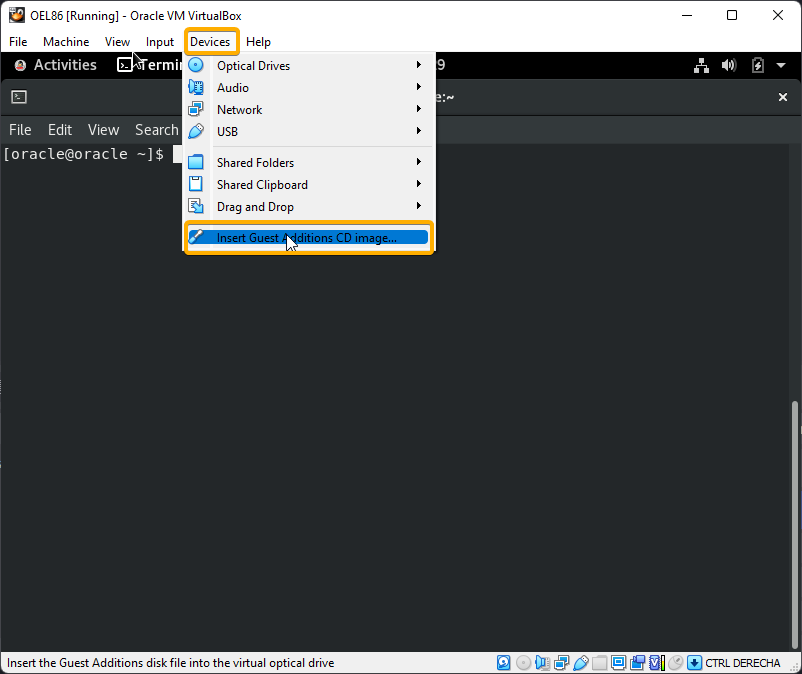 OEL86 [Running] - Oracle VM VirtualBox
File Machine View Input Devices Help
Activities
9
Optical Drives
Audio
Network
USB
Shared Folders
Shared Clipboard
Drag and Drop
Insert Guest Additions CD image...
e:~
File Edit View Search
[oracle@oracle ~]$
Insert the Guest Additions disk file into the virtual optical drive
CTRL DERECHA